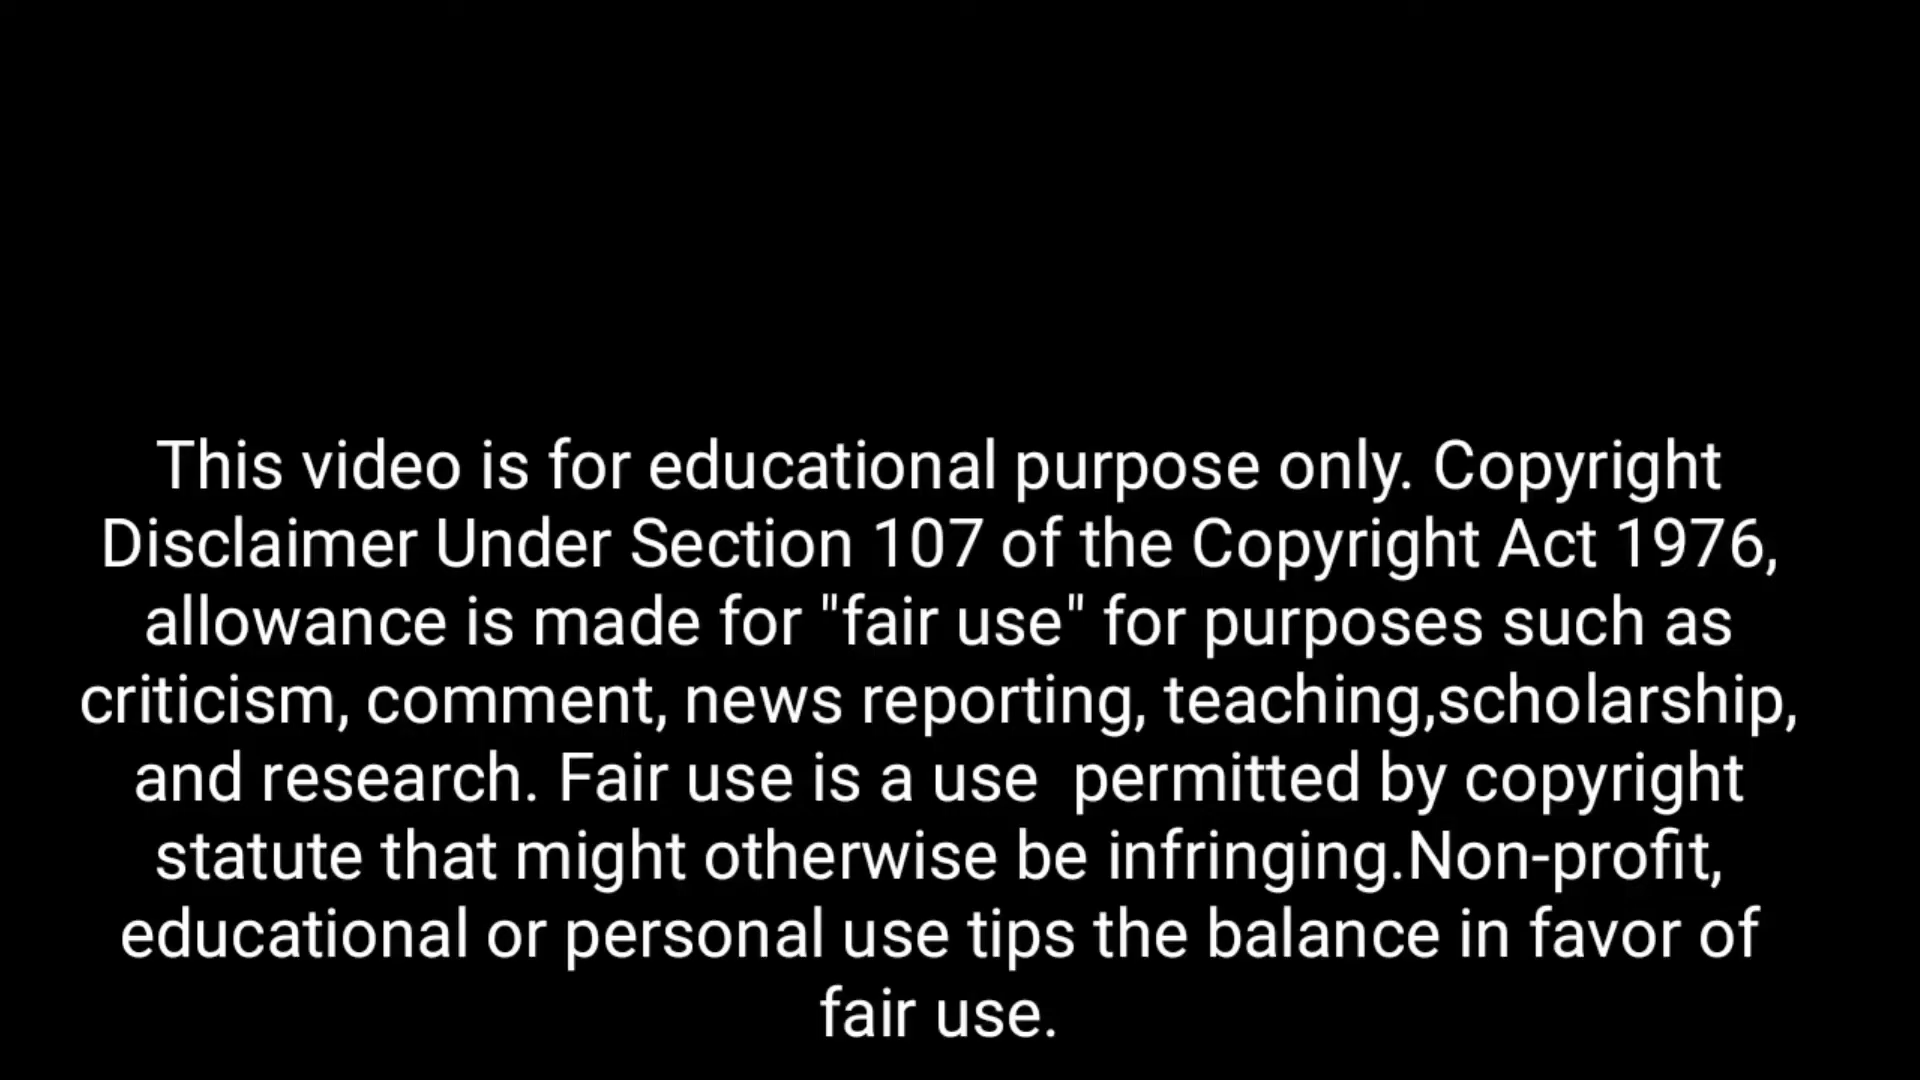 This video is for educational purpose only. Copyright
Disclaimer Under Section 107 of the Copyright Act 1976,
allowance is made for "fair use" for purposes such as
criticism, comment, news reporting, teaching,scholarship,
and research. Fair use is a use  permitted by copyright
statute that might otherwise be infringing.Non-profit,
educational or personal use tips the balance in favor of
fair use.